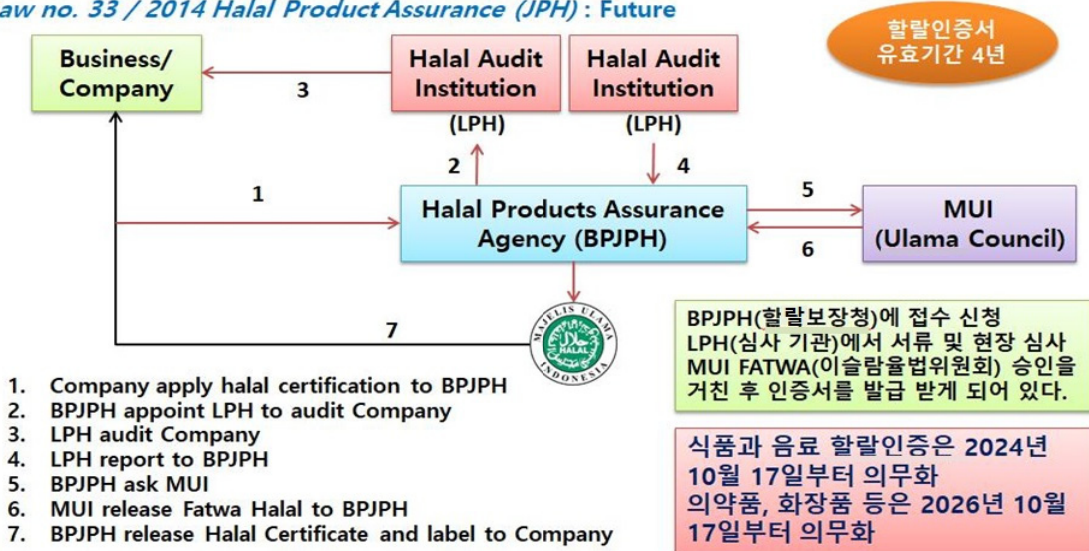 aw no. 33 / 2014 Halal Product Assurance (JPH) : Future
할랄인증서
유효기간 4년
Business/
Company
3
Halal Audit
Institution
(LPH)
Halal Audit
Institution
(LPH)
2
4
1
Halal Products Assurance
Agency (BPJPH)
5
6
MUI
(Ulama Council)
7
MAJELIS ULAMA
حلال
HALAL
INDONESIA
BPJPH(할랄보장청)에 접수 신청
LPH(심사 기관)에서 서류 및 현장 심사
MUI FATWA(이슬람율법위원회) 승인을
거친 후 인증서를 발급 받게 되어 있다.
1. Company apply halal certification to BPJPH
2. BPJPH appoint LPH to audit Company
3. LPH audit Company
4. LPH report to BPJPH
5. BPJPH ask MUI
6. MUI release Fatwa Halal to BPJPH
7. BPJPH release Halal Certificate and label to Company
식품과 음료 할랄인증은 2024년
10월 17일부터 의무화
의약품, 화장품 등은 2026년 10월
17일부터 의무화